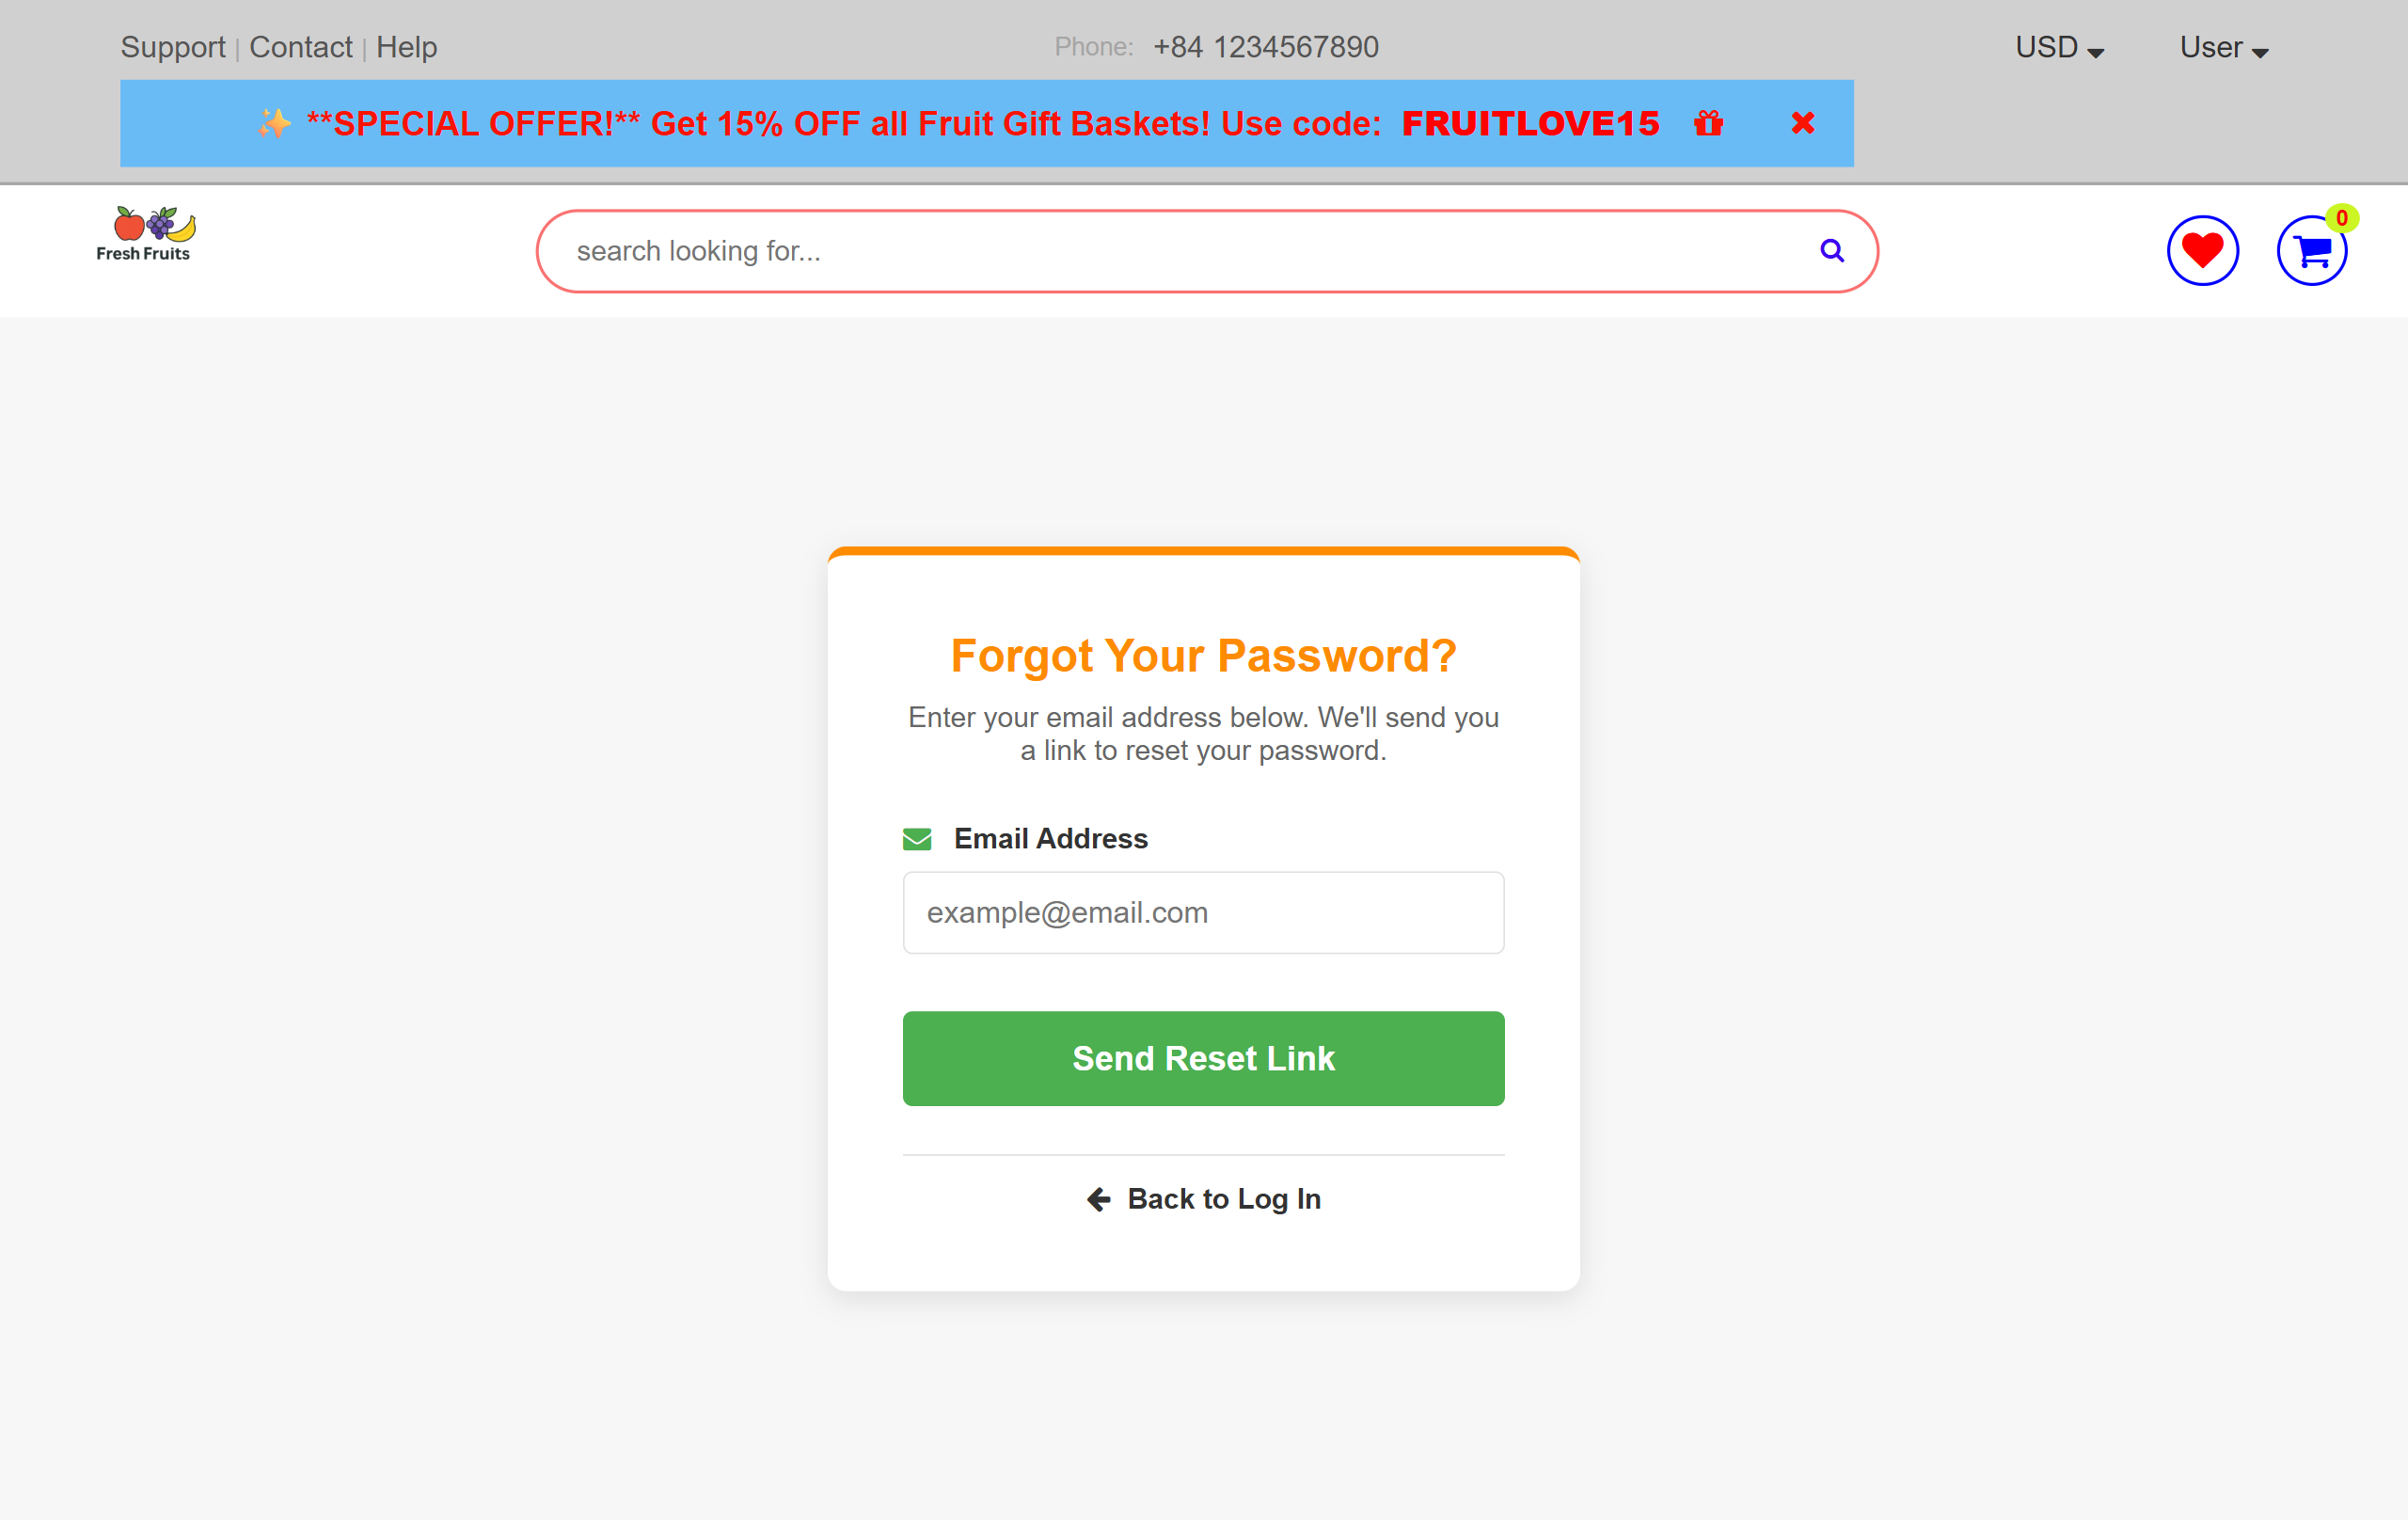 Support | Contact | Help
Phone: +84 1234567890
USD
User
✨ **SPECIAL OFFER!** Get 15% OFF all Fruit Gift Baskets! Use code: FRUITLOVE15
Fresh Fruits
search looking for...
0
Forgot Your Password?
Enter your email address below. We'll send you
a link to reset your password.
Email Address
example@email.com
Send Reset Link
Back to Log In